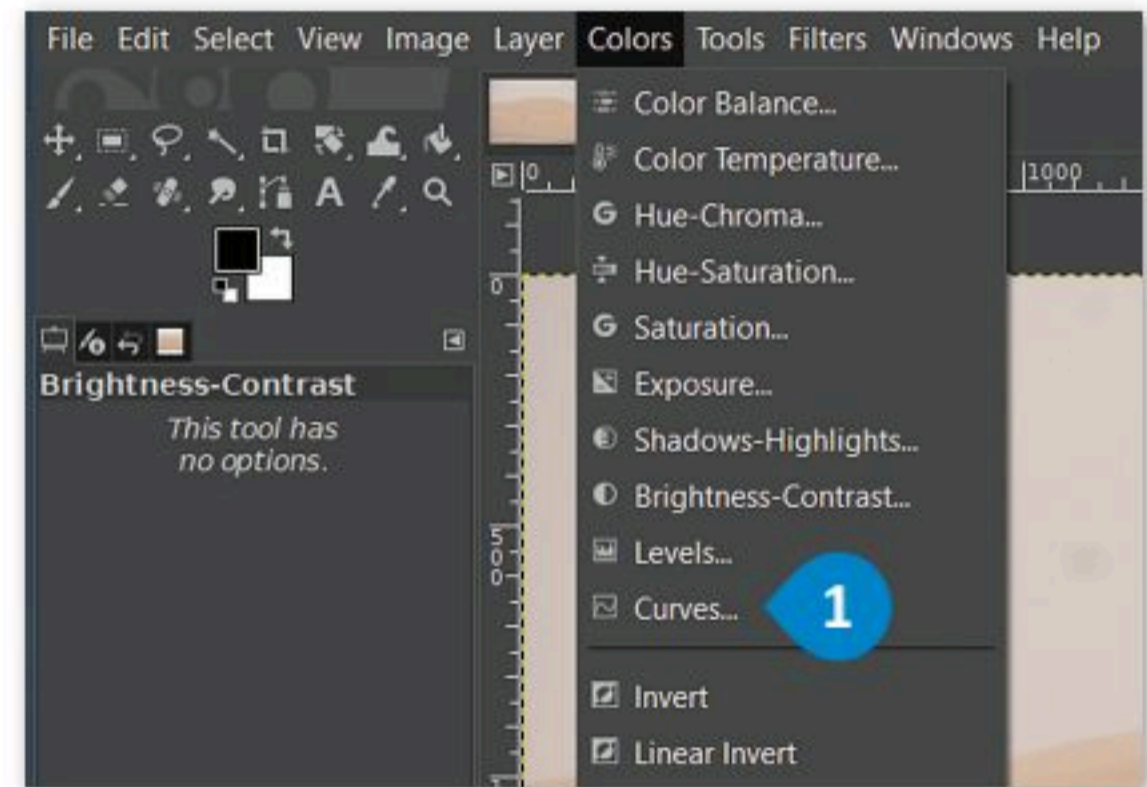 File Edit Select View Image Layer Colors Tools Filters Windows Help
Color Balance...
Color Temperature...
Hue-Chroma...
Hue-Saturation...
Saturation...
Exposure...
Shadows-Highlights...
Brightness-Contrast...
Levels...
Curves...
1
Invert
Linear Invert
Brightness-Contrast
This tool has
no options.
0
1000
0
500